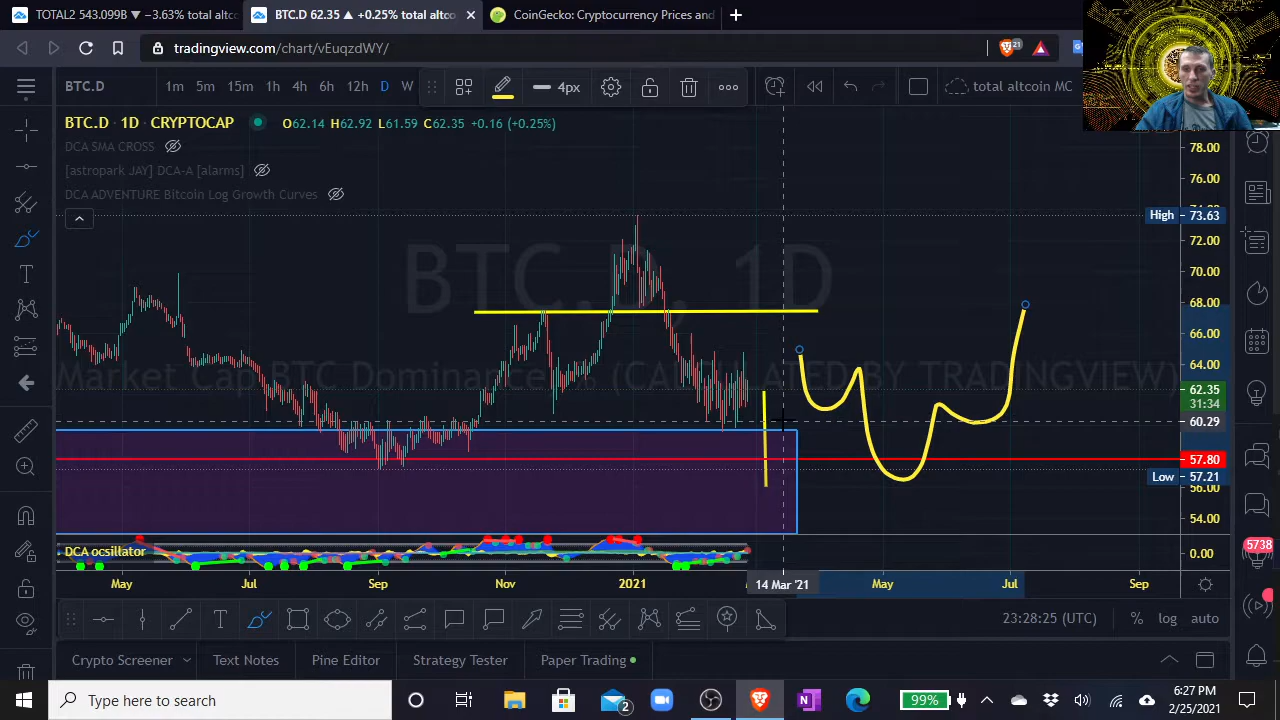 TOTAL2 543.099B ▼ −3.63% total altc
BTC.D 62.35 ▲ +0.25% total altco
CoinGecko: Cryptocurrency Prices and
tradingview.com/chart/vEuqzdWY/
21
BTC.D
1m 5m 15m 1h 4h 6h 12h D W
4px
total altcoin MC
BTC.D · 1D · CRYPTOCAP
O62.14 H62.92 L61.59 C62.35 +0.16 (+0.25%)
DCA SMA CROSS
[astropark JAY] DCA-A [alarms]
DCA ADVENTURE Bitcoin Log Growth Curves
BTC.D, 1D
Market Cap BTC Dominance, % (CALCULATED BY TRADINGVIEW)
78.00
76.00
74.00
High 73.63
72.00
70.00
68.00
66.00
64.00
62.35
31:34
60.29
57.80
Low 57.21
56.00
54.00
DCA ocsillator
0.00
May Jul Sep Nov 2021 14 Mar '21 May Jul Sep
5738
23:28:25 (UTC) % log auto
Crypto Screener Text Notes Pine Editor Strategy Tester Paper Trading
Type here to search
2
99%
6:27 PM
2/25/2021